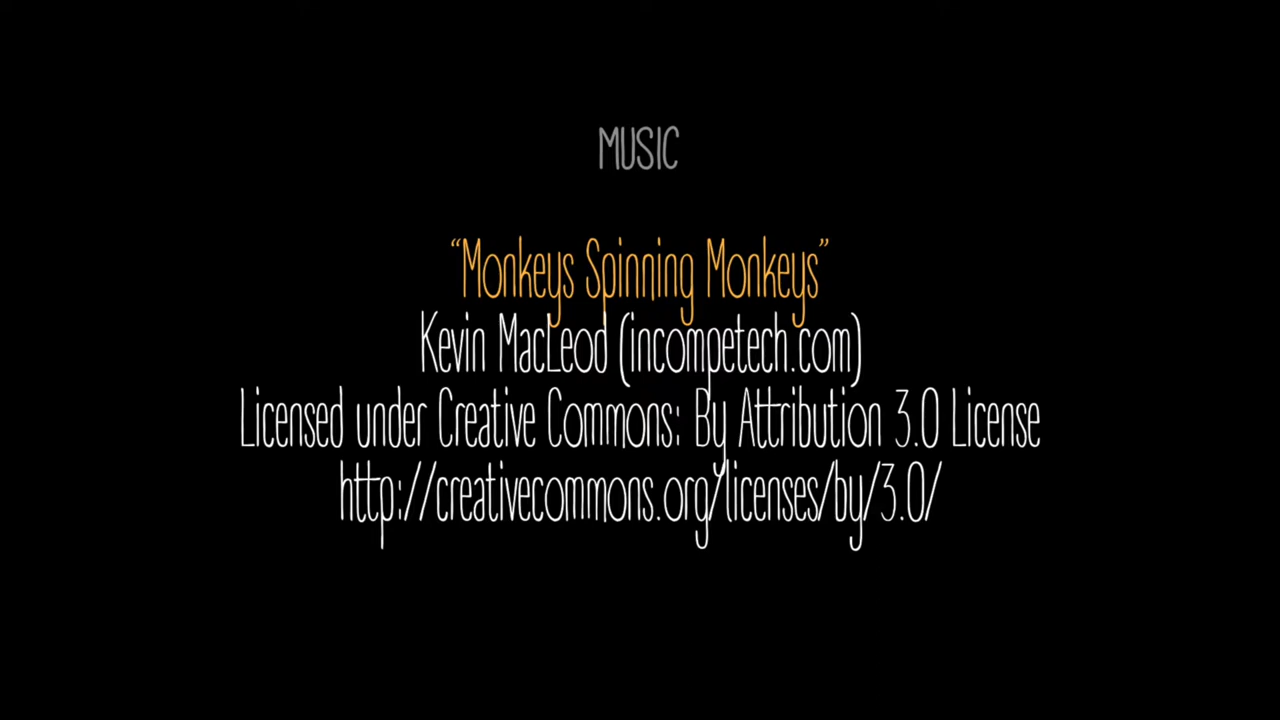 MUSIC
“Monkeys Spinning Monkeys”
Kevin MacLeod (incompetech.com)
Licensed under Creative Commons: By Attribution 3.0 License
http://creativecommons.org/licenses/by/3.0/